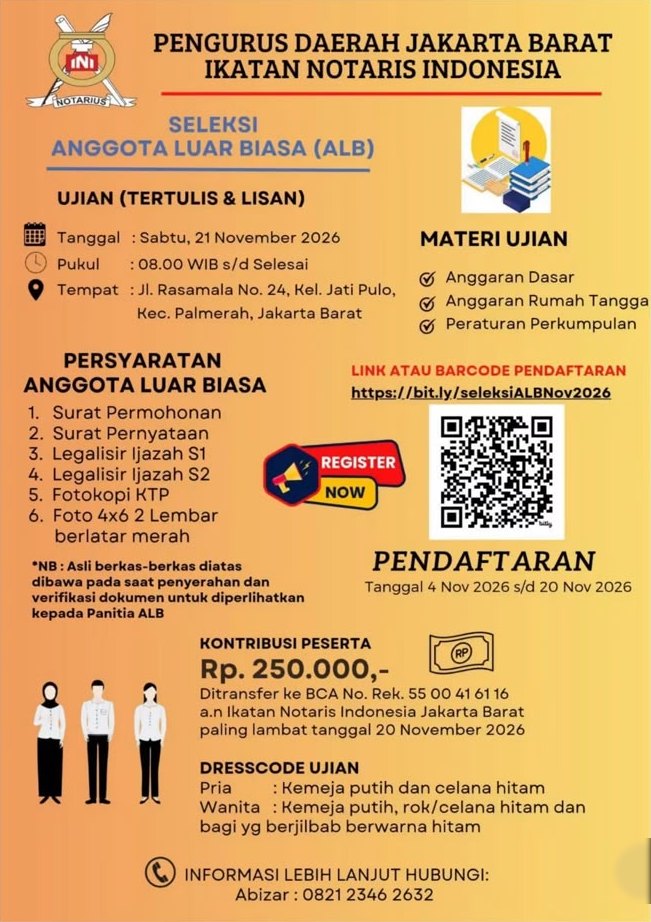 INI
NOTARIUS
PENGURUS DAERAH JAKARTA BARAT
IKATAN NOTARIS INDONESIA
SELEKSI
ANGGOTA LUAR BIASA (ALB)
UJIAN (TERTULIS & LISAN)
Tanggal : Sabtu, 21 November 2026
Pukul : 08.00 WIB s/d Selesai
Tempat : Jl. Rasamala No. 24, Kel. Jati Pulo,
Kec. Palmerah, Jakarta Barat
MATERI UJIAN
Anggaran Dasar
Anggaran Rumah Tangga
Peraturan Perkumpulan
PERSYARATAN
ANGGOTA LUAR BIASA
1. Surat Permohonan
2. Surat Pernyataan
3. Legalisir Ijazah S1
4. Legalisir Ijazah S2
5. Fotokopi KTP
6. Foto 4x6 2 Lembar
berlatar merah
*NB : Asli berkas-berkas diatas
dibawa pada saat penyerahan dan
verifikasi dokumen untuk diperlihatkan
kepada Panitia ALB
LINK ATAU BARCODE PENDAFTARAN
https://bit.ly/seleksiALBNov2026
REGISTER
NOW
bitly
PENDAFTARAN
Tanggal 4 Nov 2026 s/d 20 Nov 2026
KONTRIBUSI PESERTA
RP
Rp. 250.000,-
Ditransfer ke BCA No. Rek. 55 00 41 61 16
a.n Ikatan Notaris Indonesia Jakarta Barat
paling lambat tanggal 20 November 2026
DRESSCODE UJIAN
Pria : Kemeja putih dan celana hitam
Wanita : Kemeja putih, rok/celana hitam dan
bagi yg berjilbab berwarna hitam
INFORMASI LEBIH LANJUT HUBUNGI:
Abizar : 0821 2346 2632